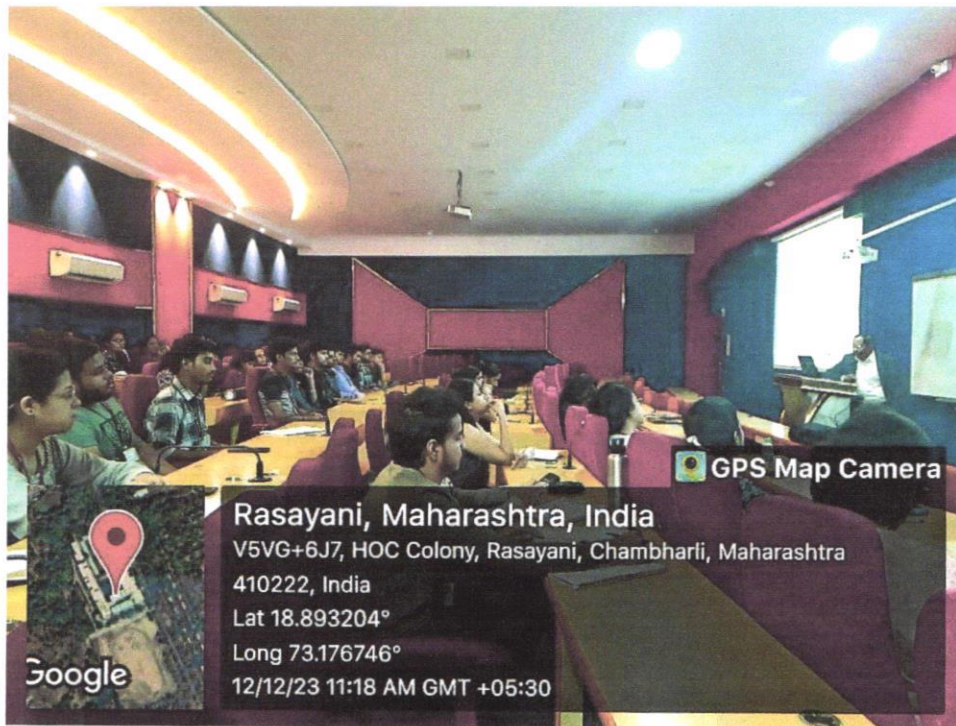 GPS Map Camera
Rasayani, Maharashtra, India
V5VG+6J7, HOC Colony, Rasayani, Chambharli, Maharashtra
410222, India
Lat 18.893204°
Long 73.176746°
12/12/23 11:18 AM GMT +05:30
Google